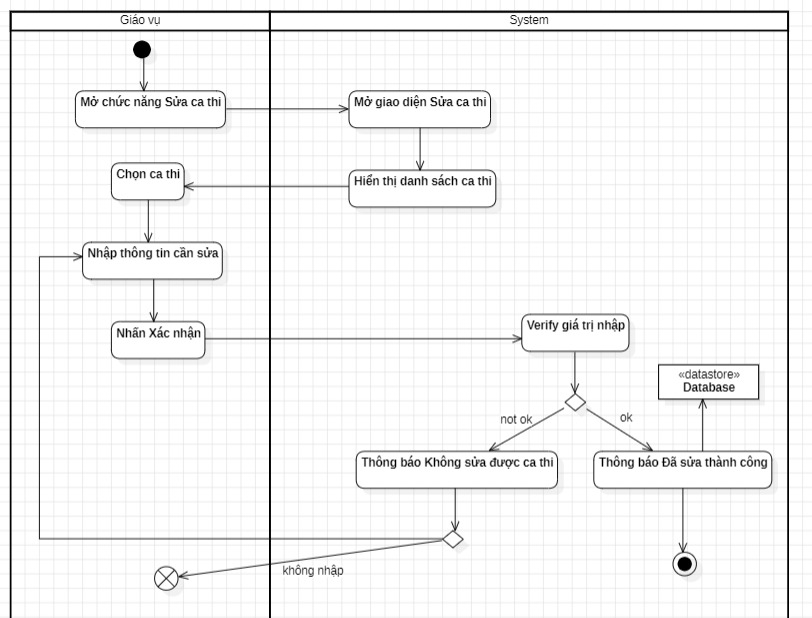 Giáo vụ
System
Mở chức năng Sửa ca thi
Mở giao diện Sửa ca thi
Chọn ca thi
Hiển thị danh sách ca thi
Nhập thông tin cần sửa
Nhấn Xác nhận
Verify giá trị nhập
«datastore»
Database
not ok
ok
Thông báo Không sửa được ca thi
Thông báo Đã sửa thành công
không nhập